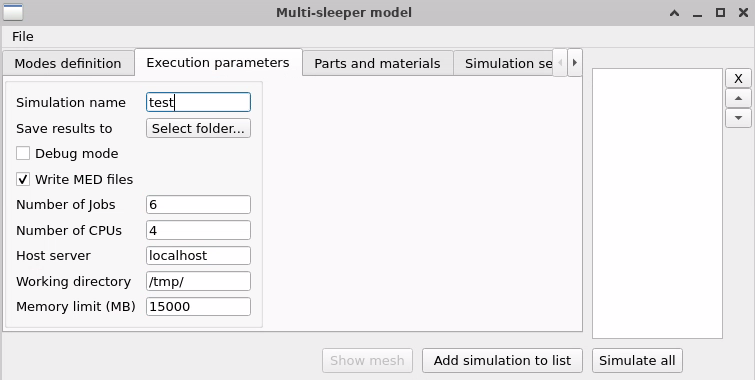 Multi-sleeper model
File
Modes definition
Execution parameters
Parts and materials
Simulation se
Simulation name
test
Save results to
Select folder...
Debug mode
Write MED files
Number of Jobs
6
Number of CPUs
4
Host server
localhost
Working directory
/tmp/
Memory limit (MB)
15000
X
Show mesh
Add simulation to list
Simulate all